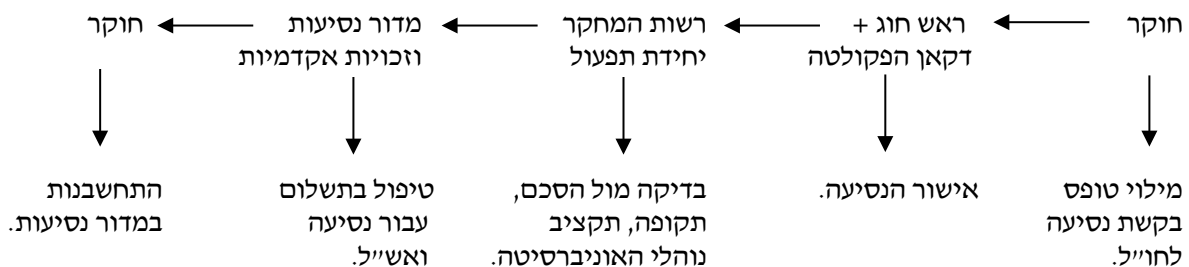 חוקר
ראש חוג +
דקאן הפקולטה
רשות המחקר
יחידת תפעול
מדור נסיעות
וזכויות אקדמיות
חוקר
מילוי טופס
בקשת נסיעה
לחו״ל.
אישור הנסיעה.
בדיקה מול הסכם,
תקופה, תקציב
נוהלי האוניברסיטה.
טיפול בתשלום
עבור נסיעה
ואש״ל.
התחשבנות
במדור נסיעות.